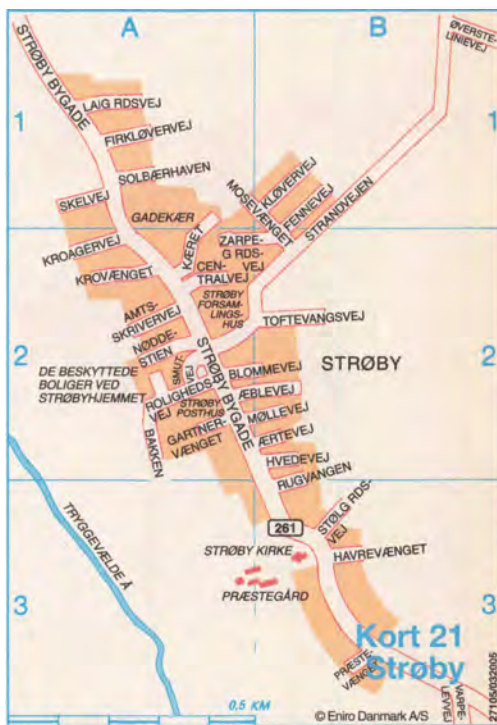 A
B
ØVERSTE-
LINIEVEJ
STRØBY BYGADE
1
1
LAIG RDSVEJ
FIRKLØVERVEJ
SOLBÆRHAVEN
SKELVEJ
GADEKÆR
KLØVERVEJ
MOSEVÆNGET
FENNEVEJ
STRANDVEJEN
KROAGERVEJ
KJÆRET
ZARPE-
G RDS-
VEJ
KROVÆNGET
CEN-
TRALVEJ
STRØBY
FORSAM-
LINGS-
HUS
AMTS-
SKRIVERVEJ
TOFTEVANGSVEJ
NØDDE-
STIEN
2
2
STRØBY BYGADE
STRØBY
DE BESKYTTEDE
BOLIGER VED
STRØBYHJEMMET
SMUT-
VEJ
BLOMMEVEJ
ROLIGHEDS-
VEJ
ÆBLEVEJ
STRØBY
POSTHUS
MØLLEVEJ
GARTNER-
VÆNGET
ÆRTEVEJ
BAKKEN
HVEDEVEJ
RUGVANGEN
TRYGGEVÆLDE Å
261
STØLG RDS-
VEJ
STRØBY KIRKE
HAVREVÆNGET
PRÆSTEGÅRD
3
3
Kort 21
Strøby
PRÆSTE-
VÆNGET
VARPE-
LEVVEJ
0.5 KM
© Eniro Danmark A/S